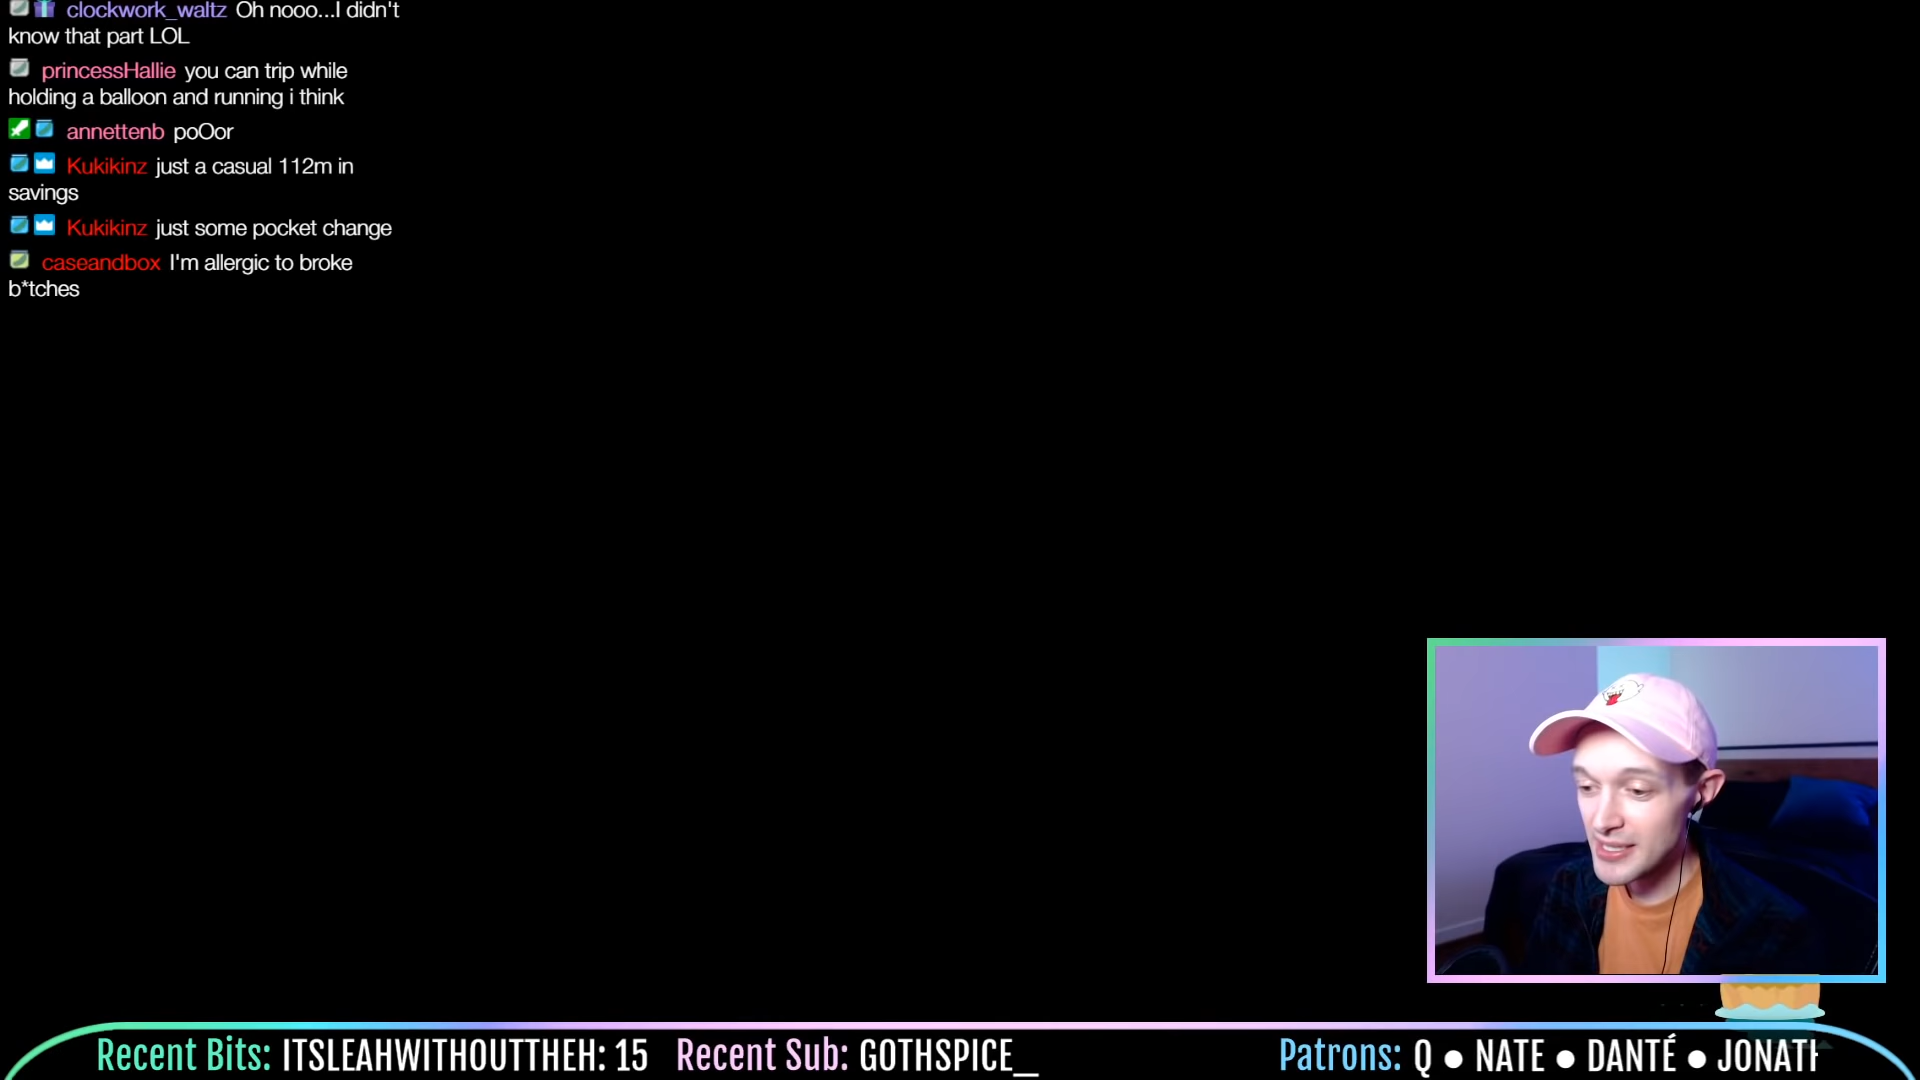 clockwork_waltz Oh nooo...I didn't
know that part LOL
princessHallie you can trip while
holding a balloon and running i think
annettenb poOor
Kukikinz just a casual 112m in
savings
Kukikinz just some pocket change
caseandbox I'm allergic to broke
b*tches
Recent Bits: ITSLEAHWITHOUTTHEH: 15 Recent Sub: GOTHSPICE_ Patrons: Q ● NATE ● DANTÉ ● JONATH